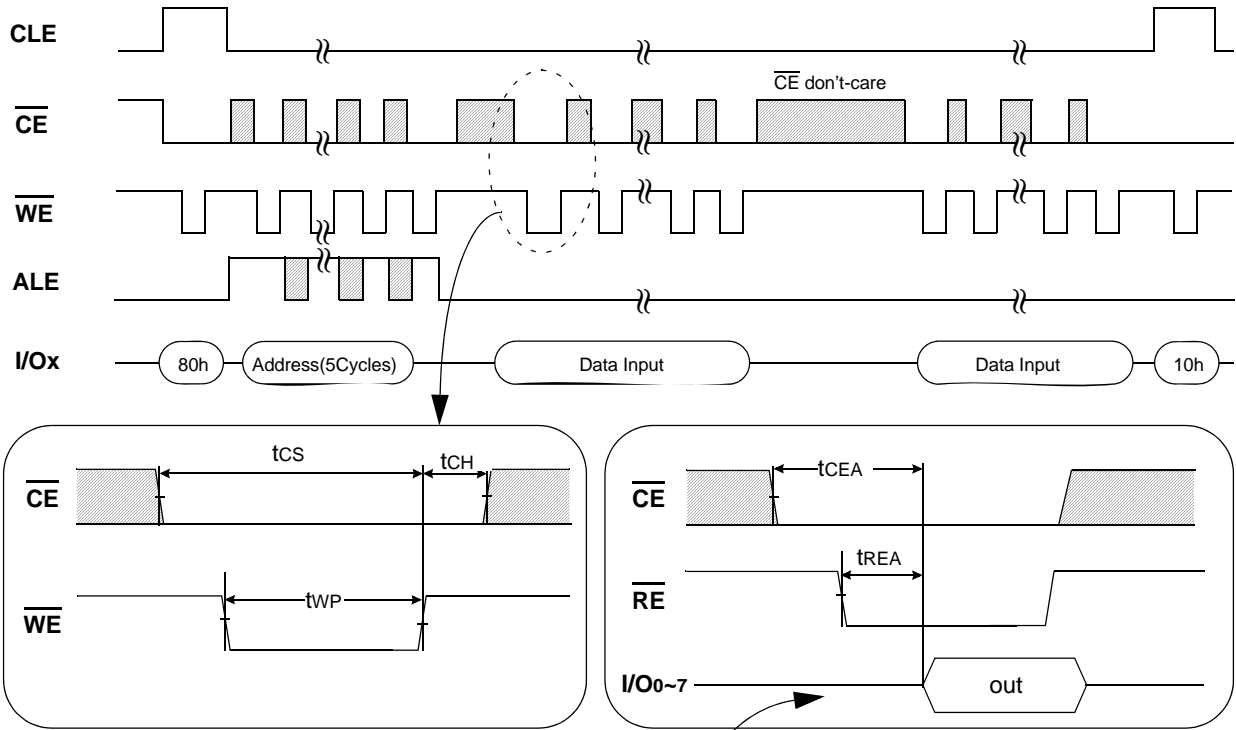 CLE
CE don't-care
CE
WE
ALE
I/Ox
80h
Address(5Cycles)
Data Input
Data Input
10h
tCS
tCH
CE
tWP
WE
tCEA
CE
tREA
RE
I/O0~7
out